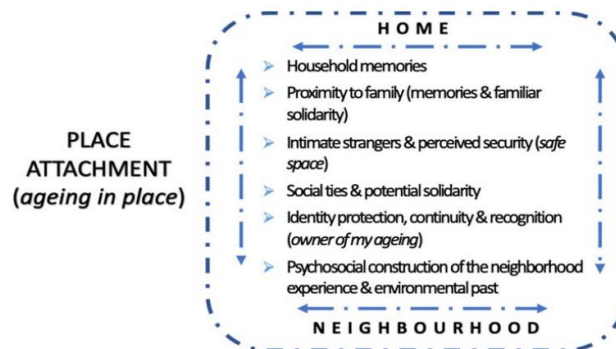 HOME
Household memories
Proximity to family (memories & familiar
solidarity)
Intimate strangers & perceived security (safe
space)
Social ties & potential solidarity
Identity protection, continuity & recognition
(owner of my ageing)
Psychosocial construction of the neighborhood
experience & environmental past
NEIGHBOURHOOD
PLACE
ATTACHMENT
(ageing in place)